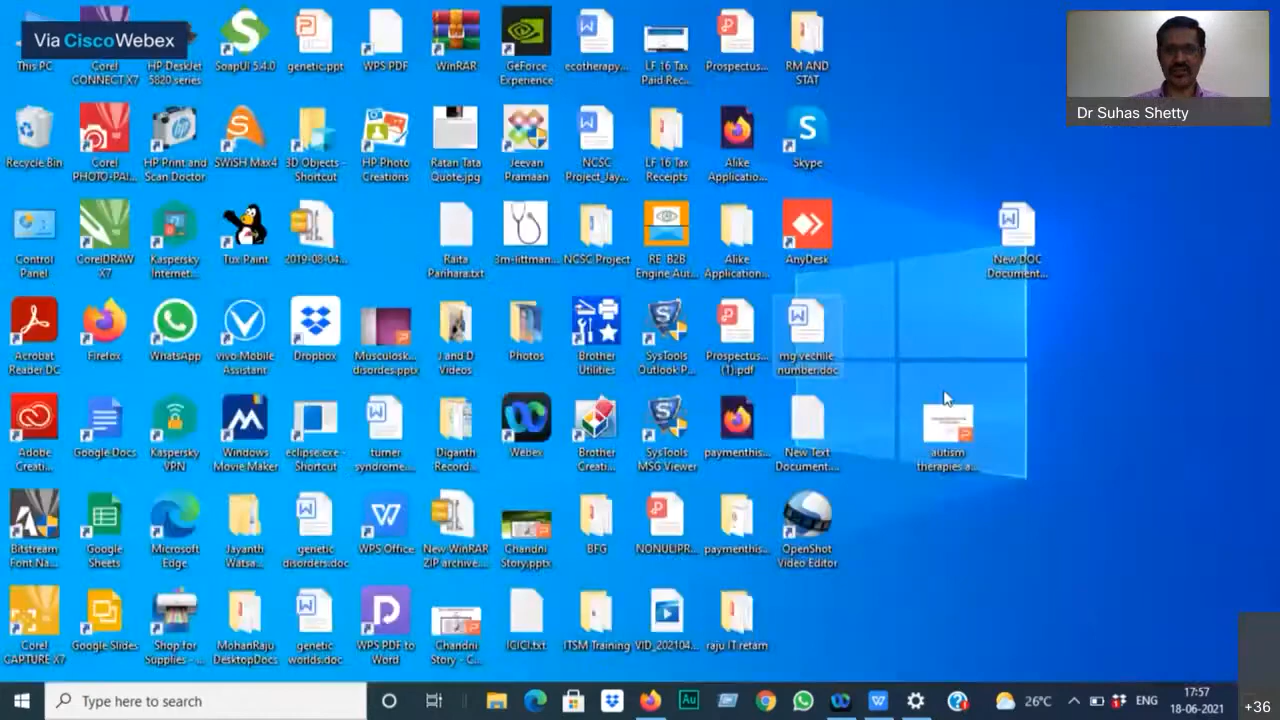 Via Cisco Webex
Dr Suhas Shetty
This PC
Corel
CONNECT X7
HP DeskJet
5820 series
SoapUI 5.4.0
genetic.ppt
WPS PDF
WinRAR
GeForce
Experience
ecotherapy...
LF 16 Tax
Paid Rec...
Prospectus...
RM AND
STAT
Recycle Bin
Corel
PHOTO-PAI...
HP Print and
Scan Doctor
SWiSH Max4
3D Objects -
Shortcut
HP Photo
Creations
Ratan Tata
Quote.jpg
Jeevan
Pramaan
NCSC
Project_Jay...
LF 16 Tax
Receipts
Alike
Applicatio...
Skype
Control
Panel
CorelDRAW
X7
Kaspersky
Internet...
Tux Paint
2019-08-04...
Raita
Parihara.txt
3m-littman...
NCSC Project
RE_B2B
Engine Aut...
Alike
Application...
AnyDesk
New DOC
Document...
Acrobat
Reader DC
Firefox
WhatsApp
vivo Mobile
Assistant
Dropbox
Musculosk...
disordes.pptx
J and D
Videos
Photos
Brother
Utilities
SysTools
Outlook P...
Prospectus...
(1).pdf
mg vechile
number.doc
Adobe
Creati...
Google Docs
Kaspersky
VPN
Windows
Movie Maker
eclipse.exe -
Shortcut
turner
syndrome....
Diganth
Record...
Webex
Brother
Creati...
SysTools
MSG Viewer
paymenthis...
New Text
Document....
autism
therapies a...
Bitstream
Font Na...
Google
Sheets
Microsoft
Edge
Jayanth
Watsa...
genetic
disorders.doc
WPS Office
New WinRAR
ZIP archive....
Chandni
Story.pptx
BFG
NONULIPR...
paymenthis...
OpenShot
Video Editor
Corel
CAPTURE X7
Google Slides
Shop for
Supplies - ...
MohanRaju
DesktopDocs
genetic
worlds.doc
WPS PDF to
Word
Chandni
Story - C...
ICICI.txt
ITSM Training
VID_202104...
raju IT retarn
Type here to search
26°C
ENG
17:57
18-06-2021
+36